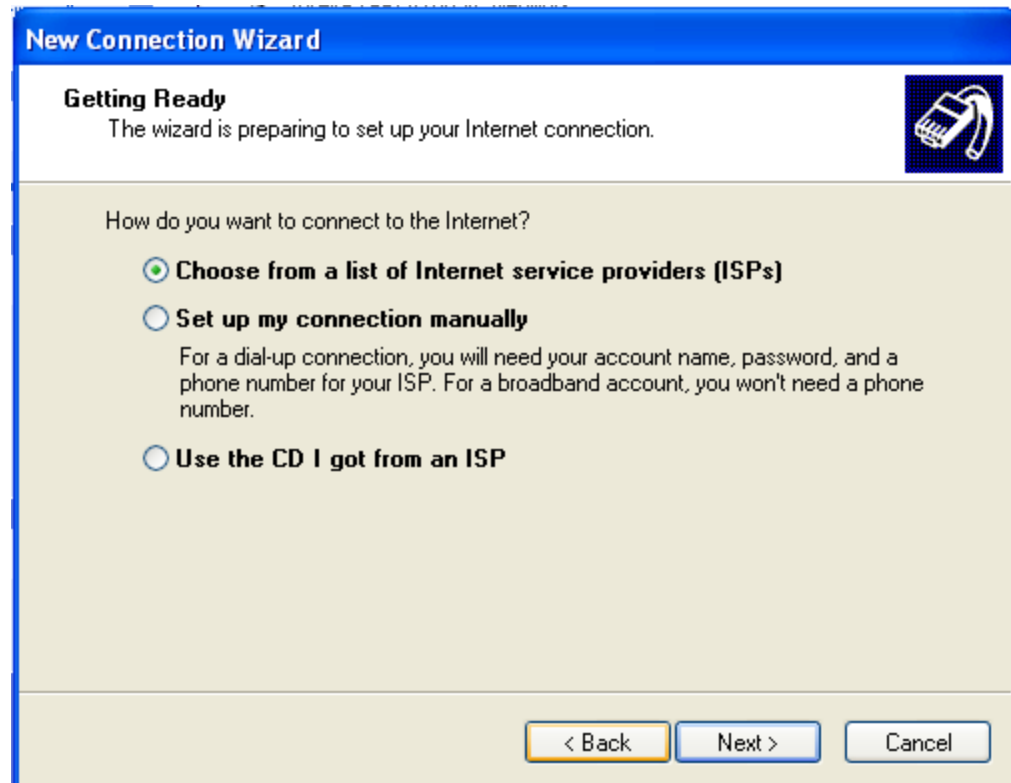 New Connection Wizard
Getting Ready
The wizard is preparing to set up your Internet connection.
How do you want to connect to the Internet?
Choose from a list of Internet service providers (ISPs)
Set up my connection manually
For a dial-up connection, you will need your account name, password, and a
phone number for your ISP. For a broadband account, you won't need a phone
number.
Use the CD I got from an ISP
< Back Next > Cancel